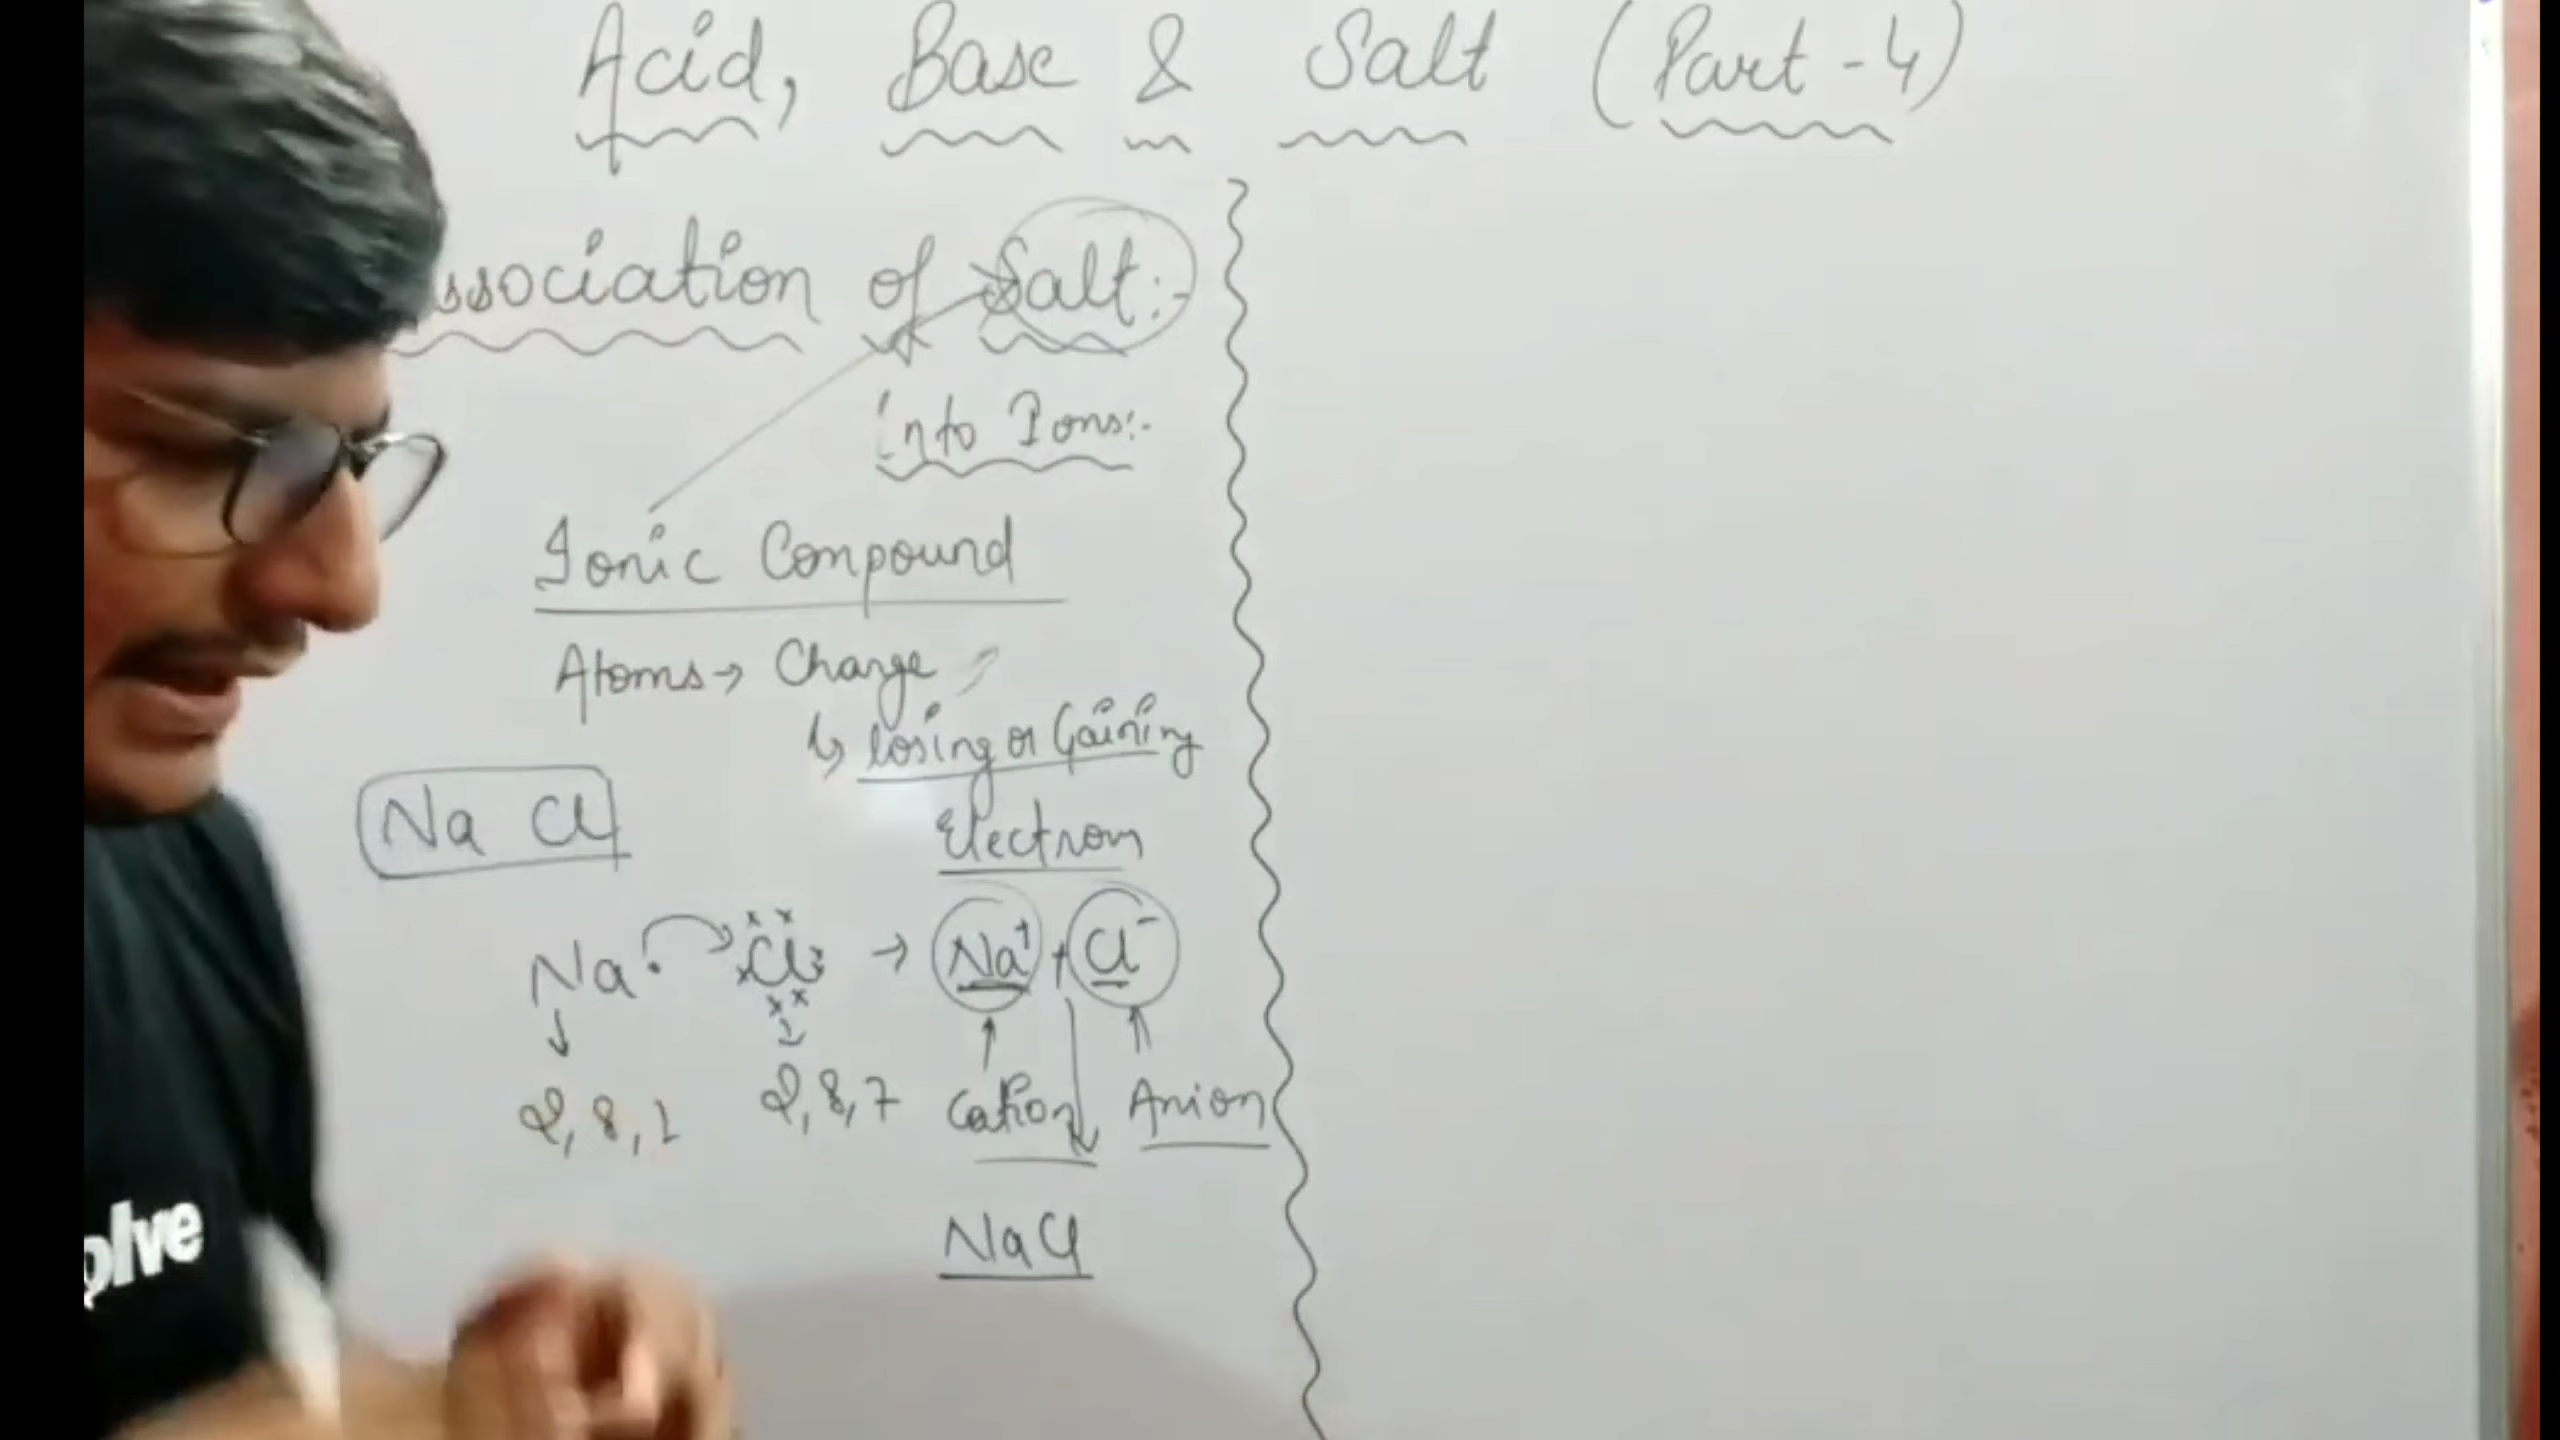 Acid, Base & Salt (Part-4)
ssociation of Salt:-
into Ions:-
Ionic Compound
Atoms → Charge
↳ losing or Gaining
Electron
Na Cl
Na → Cl → Na⁺ + Cl⁻
2, 8, 1
2, 8, 7
Cation
Anion
NaCl
olve